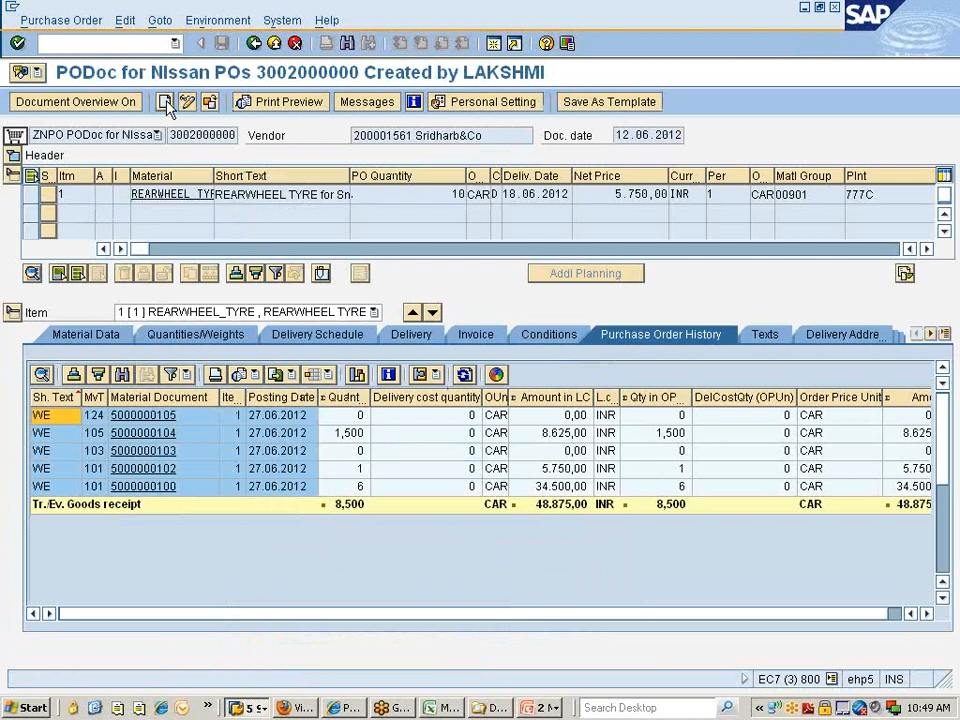 Purchase Order Edit Goto Environment System Help
SAP
PODoc for NIssan POs 3002000000 Created by LAKSHMI
Document Overview On Print Preview Messages Personal Setting Save As Template
ZNPO PODoc for NIssa 3002000000 Vendor 200001561 Sridharb&Co Doc. date 12.06.2012
Header
S.. Itm A I Material Short Text PO Quantity O... C Deliv. Date Net Price Curr... Per O... Matl Group Plnt
1 REARWHEEL_TYR REARWHEEL TYRE for Sn. 10 CAR D 18.06.2012 5.750,00 INR 1 CAR 00901 777C
Addl Planning
Item 1 [ 1 ] REARWHEEL_TYRE , REARWHEEL TYRE
Material Data Quantities/Weights Delivery Schedule Delivery Invoice Conditions Purchase Order History Texts Delivery Addre...
Sh. Text MvT Material Document Ite... Posting Date Quant Delivery cost quantity OUn Amount in LC L.c... Qty in OP... DelCostQty (OPUn) Order Price Unit Amo
WE 124 5000000105 1 27.06.2012 0 0 CAR 0,00 INR 0 0 CAR 0
WE 105 5000000104 1 27.06.2012 1,500 0 CAR 8.625,00 INR 1,500 0 CAR 8.625
WE 103 5000000103 1 27.06.2012 0 0 CAR 0,00 INR 0 0 CAR 0
WE 101 5000000102 1 27.06.2012 1 0 CAR 5.750,00 INR 1 0 CAR 5.750
WE 101 5000000100 1 27.06.2012 6 0 CAR 34.500,00 INR 6 0 CAR 34.500
Tr./Ev. Goods receipt 8,500 CAR 48.875,00 INR 8,500 CAR 48.875
EC7 (3) 800 ehp5 INS
Start 5 S Vi... P... G... M... D... 2 M Search Desktop 10:49 AM